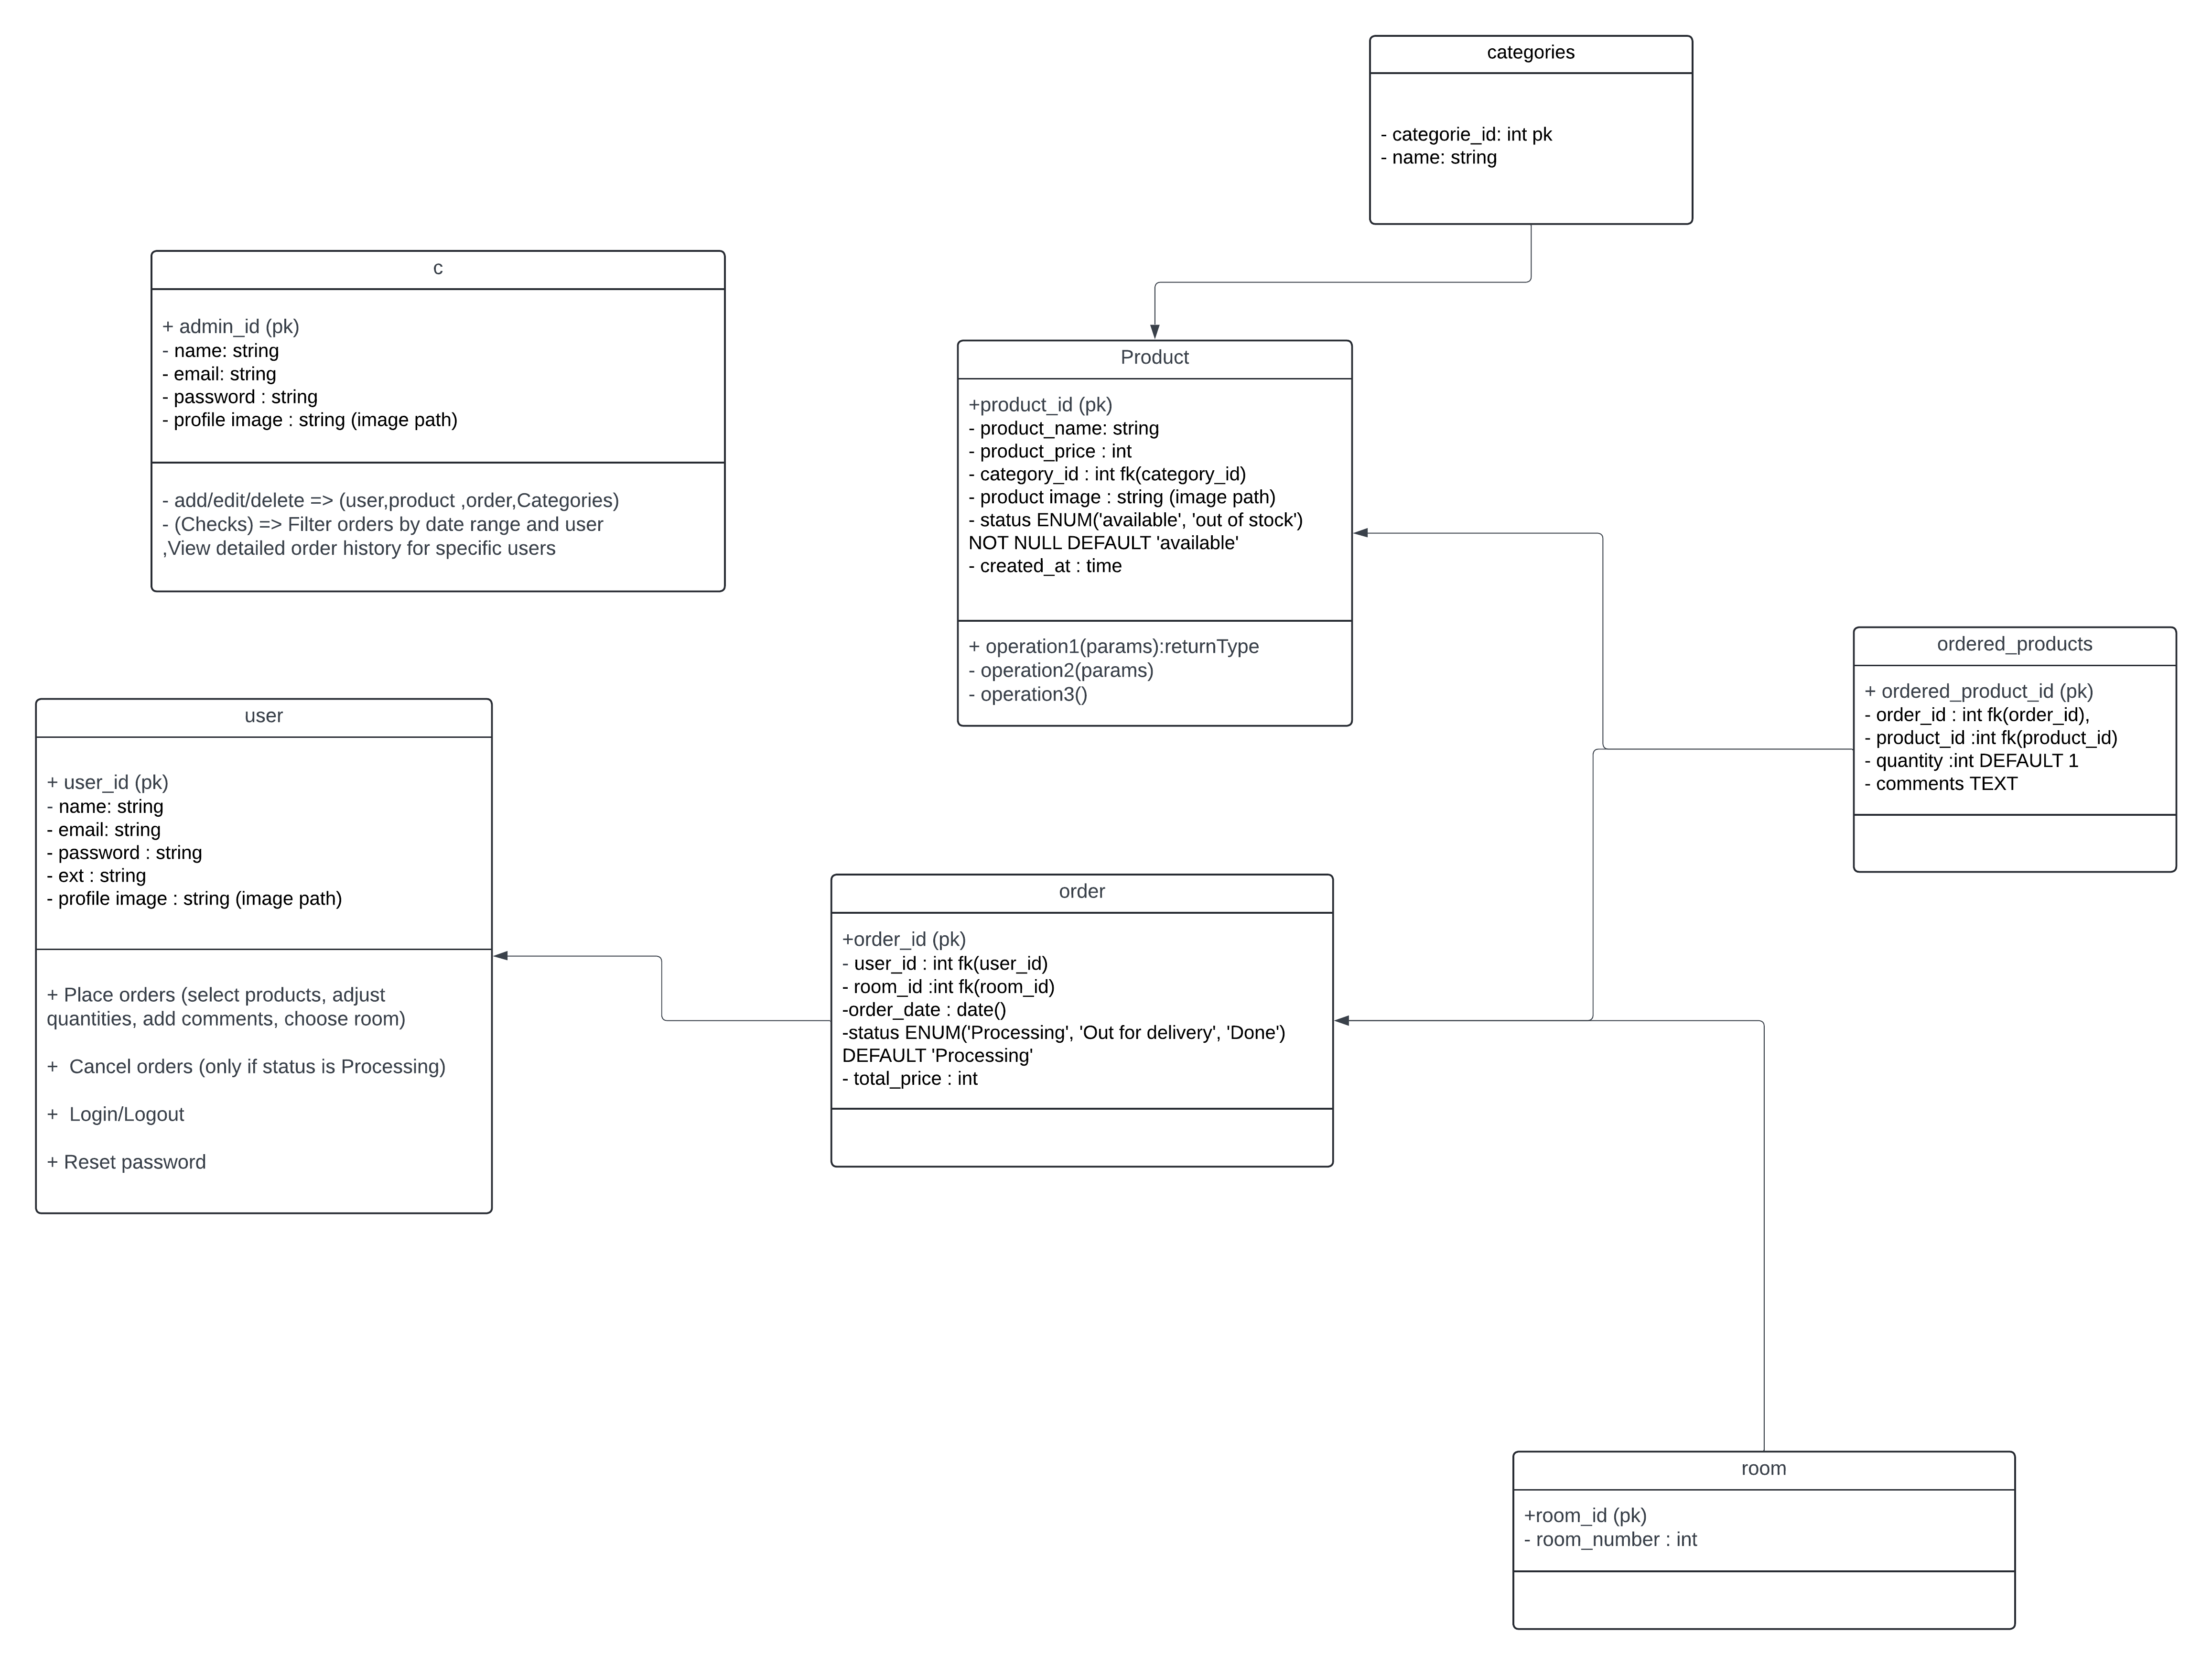 categories
- categorie_id: int pk
- name: string
c
+ admin_id (pk)
- name: string
- email: string
- password : string
- profile image : string (image path)
- add/edit/delete => (user,product ,order,Categories)
- (Checks) => Filter orders by date range and user
,View detailed order history for specific users
Product
+product_id (pk)
- product_name: string
- product_price : int
- category_id : int fk(category_id)
- product image : string (image path)
- status ENUM('available', 'out of stock')
NOT NULL DEFAULT 'available'
- created_at : time
+ operation1(params):returnType
- operation2(params)
- operation3()
ordered_products
+ ordered_product_id (pk)
- order_id : int fk(order_id),
- product_id :int fk(product_id)
- quantity :int DEFAULT 1
- comments TEXT
user
+ user_id (pk)
- name: string
- email: string
- password : string
- ext : string
- profile image : string (image path)
+ Place orders (select products, adjust
quantities, add comments, choose room)
+  Cancel orders (only if status is Processing)
+  Login/Logout
+ Reset password
order
+order_id (pk)
- user_id : int fk(user_id)
- room_id :int fk(room_id)
-order_date : date()
-status ENUM('Processing', 'Out for delivery', 'Done')
DEFAULT 'Processing'
- total_price : int
room
+room_id (pk)
- room_number : int